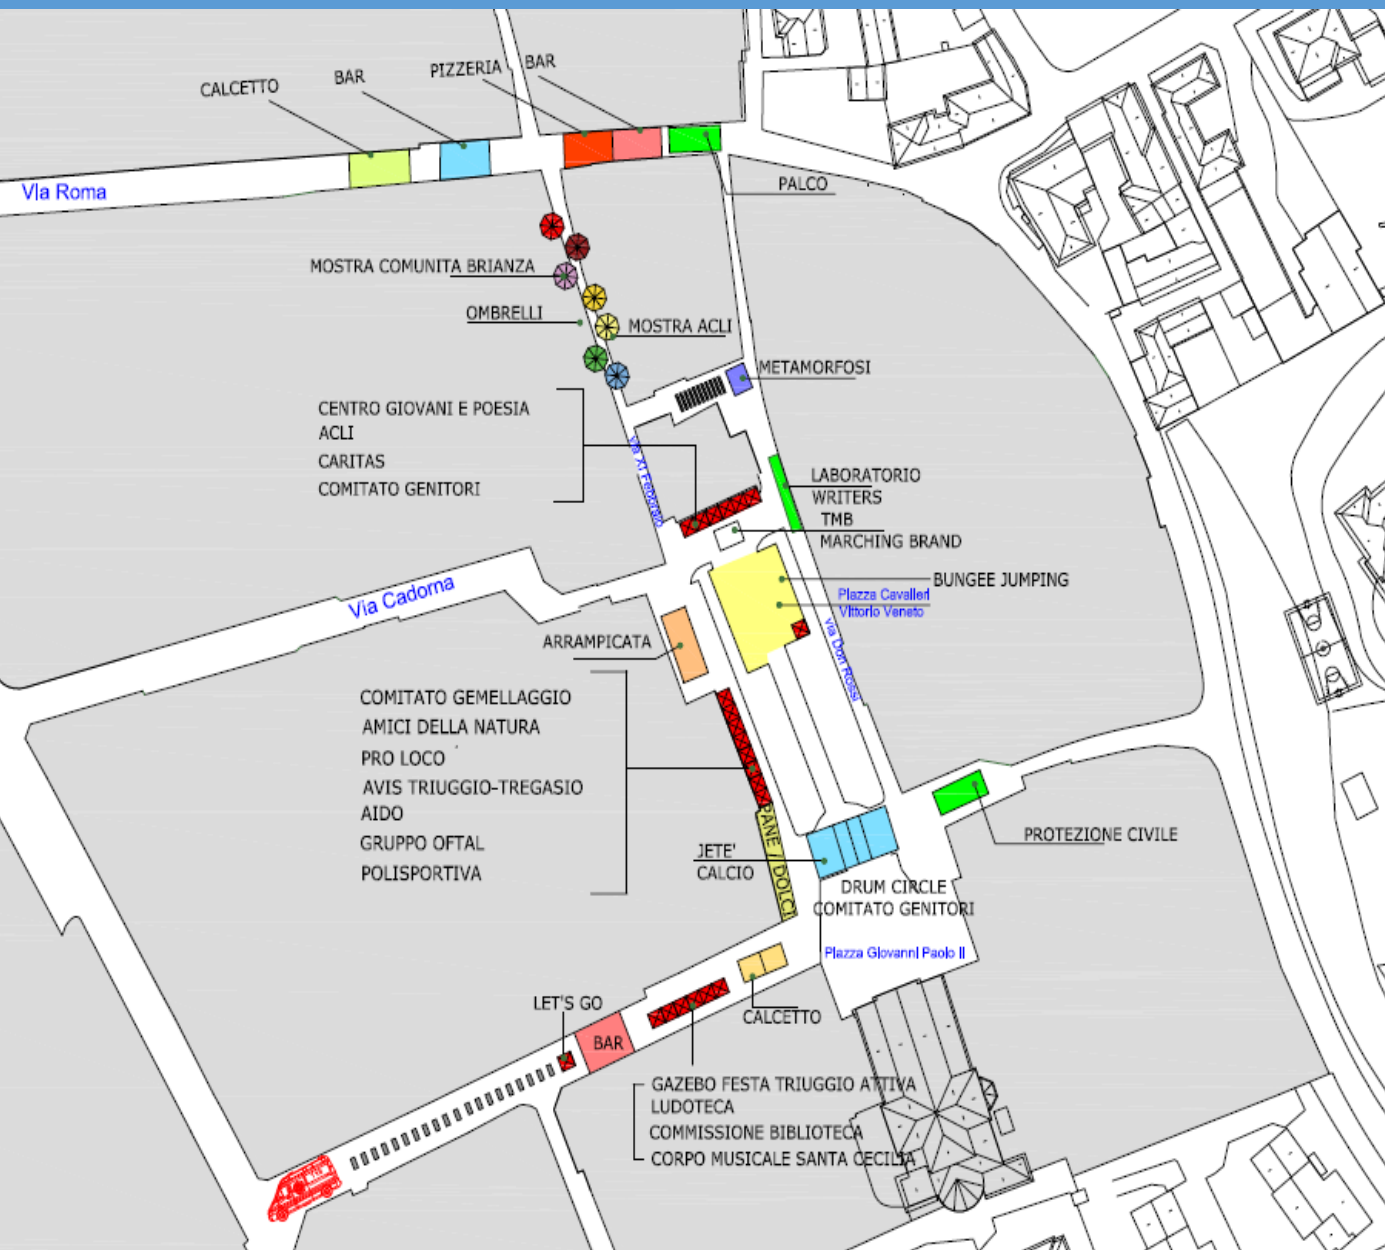 CALCETTO
BAR
PIZZERIA
BAR
VIa Roma
PALCO
MOSTRA COMUNITA BRIANZA
OMBRELLI
MOSTRA ACLI
METAMORFOSI
CENTRO GIOVANI E POESIA
ACLI
CARITAS
COMITATO GENITORI
Via XI Febbraio
LABORATORIO
WRITERS
TMB
MARCHING BRAND
BUNGEE JUMPING
Piazza Cavalieri
Vittorio Veneto
Via Cadorna
ARRAMPICATA
via Don Rossi
COMITATO GEMELLAGGIO
AMICI DELLA NATURA
PRO LOCO
AVIS TRIUGGIO-TREGASIO
AIDO
GRUPPO OFTAL
POLISPORTIVA
PANE / DOLCI
JETE'
CALCIO
PROTEZIONE CIVILE
DRUM CIRCLE
COMITATO GENITORI
Piazza Giovanni Paolo II
LET'S GO
BAR
CALCETTO
GAZEBO FESTA TRIUGGIO ATTIVA
LUDOTECA
COMMISSIONE BIBLIOTECA
CORPO MUSICALE SANTA CECILIA